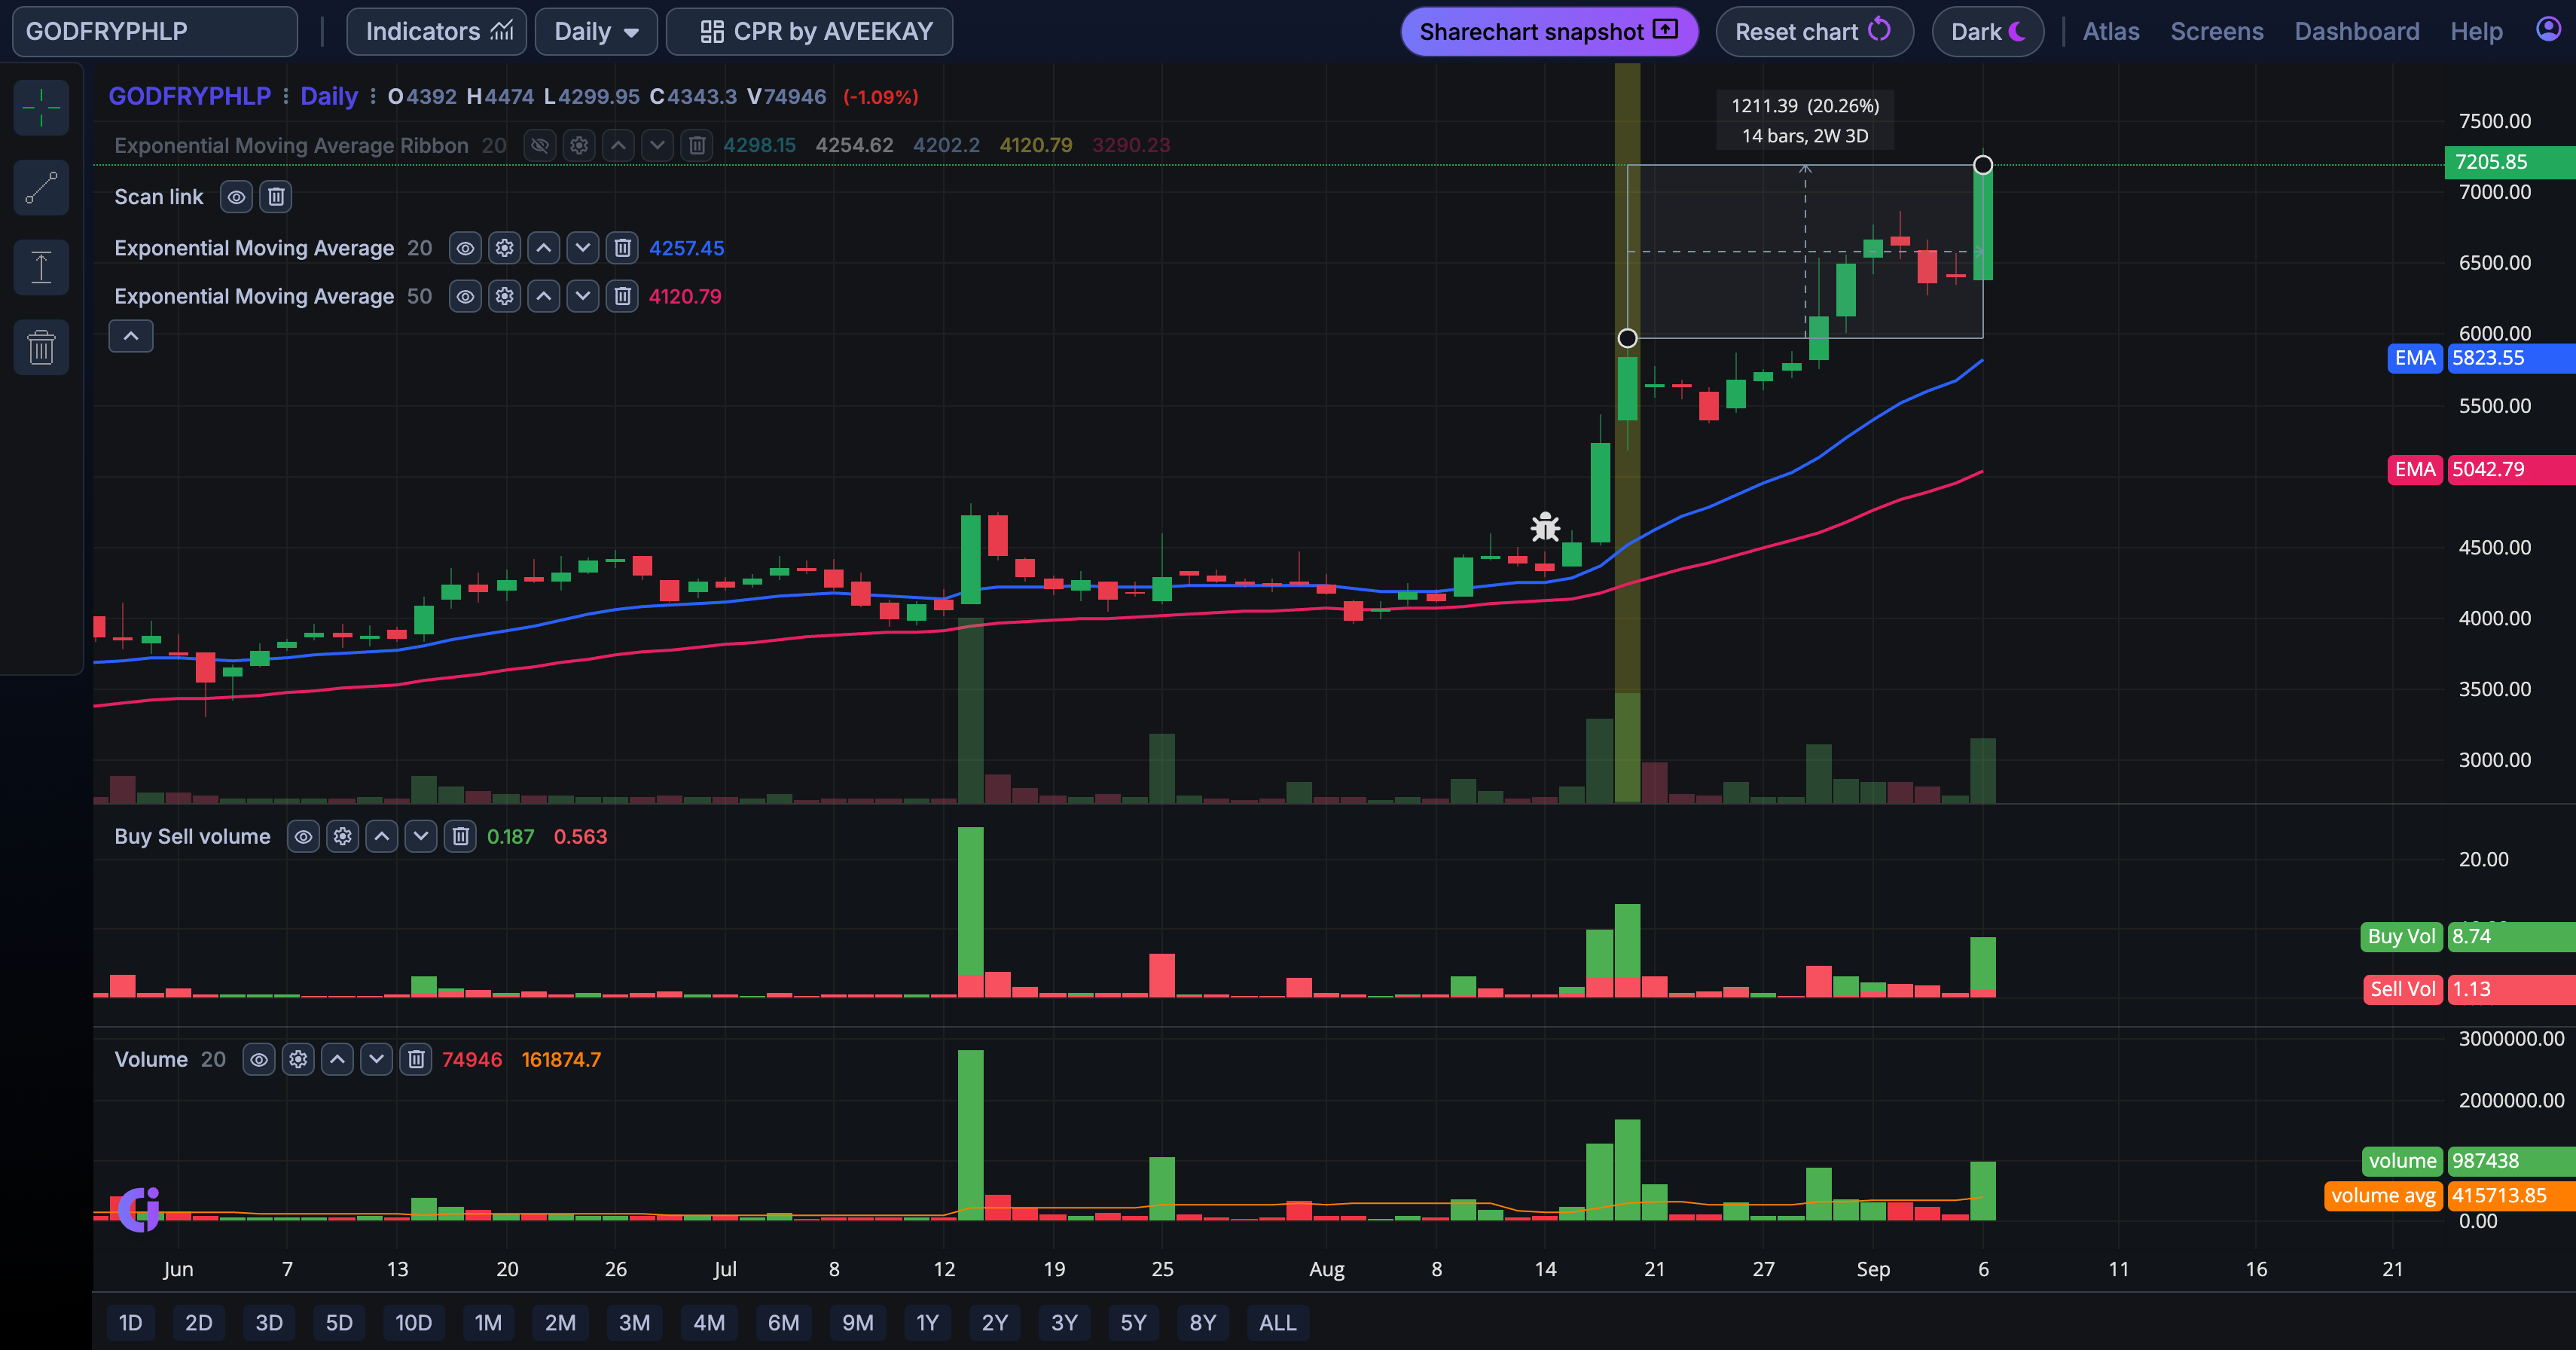 GODFRYPHLP | Indicators Daily CPR by AVEEKAY Sharechart snapshot Reset chart Dark | Atlas Screens Dashboard Help
GODFRYPHLP : Daily : O4392 H4474 L4299.95 C4343.3 V74946 (-1.09%)
Exponential Moving Average Ribbon 20 4298.15 4254.62 4202.2 4120.79 3290.23
Scan link
Exponential Moving Average 20 4257.45
Exponential Moving Average 50 4120.79
1211.39 (20.26%)
14 bars, 2W 3D
7500.00
7205.85
7000.00
6500.00
6000.00
EMA 5823.55
5500.00
EMA 5042.79
4500.00
4000.00
3500.00
3000.00
Buy Sell volume 0.187 0.563
20.00
Buy Vol 8.74
Sell Vol 1.13
Volume 20 74946 161874.7
3000000.00
2000000.00
volume 987438
volume avg 415713.85
0.00
Jun 7 13 20 26 Jul 8 12 19 25 Aug 8 14 21 27 Sep 6 11 16 21
1D 2D 3D 5D 10D 1M 2M 3M 4M 6M 9M 1Y 2Y 3Y 5Y 8Y ALL